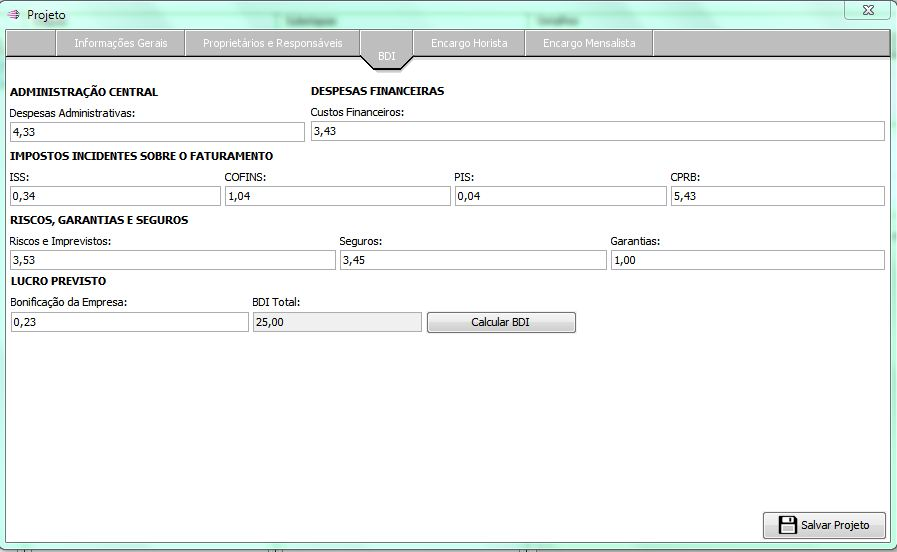 Projeto
Informações Gerais
Proprietários e Responsáveis
BDI
Encargo Horista
Encargo Mensalista
ADMINISTRAÇÃO CENTRAL
DESPESAS FINANCEIRAS
Despesas Administrativas:
Custos Financeiros:
4,33
3,43
IMPOSTOS INCIDENTES SOBRE O FATURAMENTO
ISS:
COFINS:
PIS:
CPRB:
0,34
1,04
0,04
5,43
RISCOS, GARANTIAS E SEGUROS
Riscos e Imprevistos:
Seguros:
Garantias:
3,53
3,45
1,00
LUCRO PREVISTO
Bonificação da Empresa:
BDI Total:
0,23
25,00
Calcular BDI
Salvar Projeto